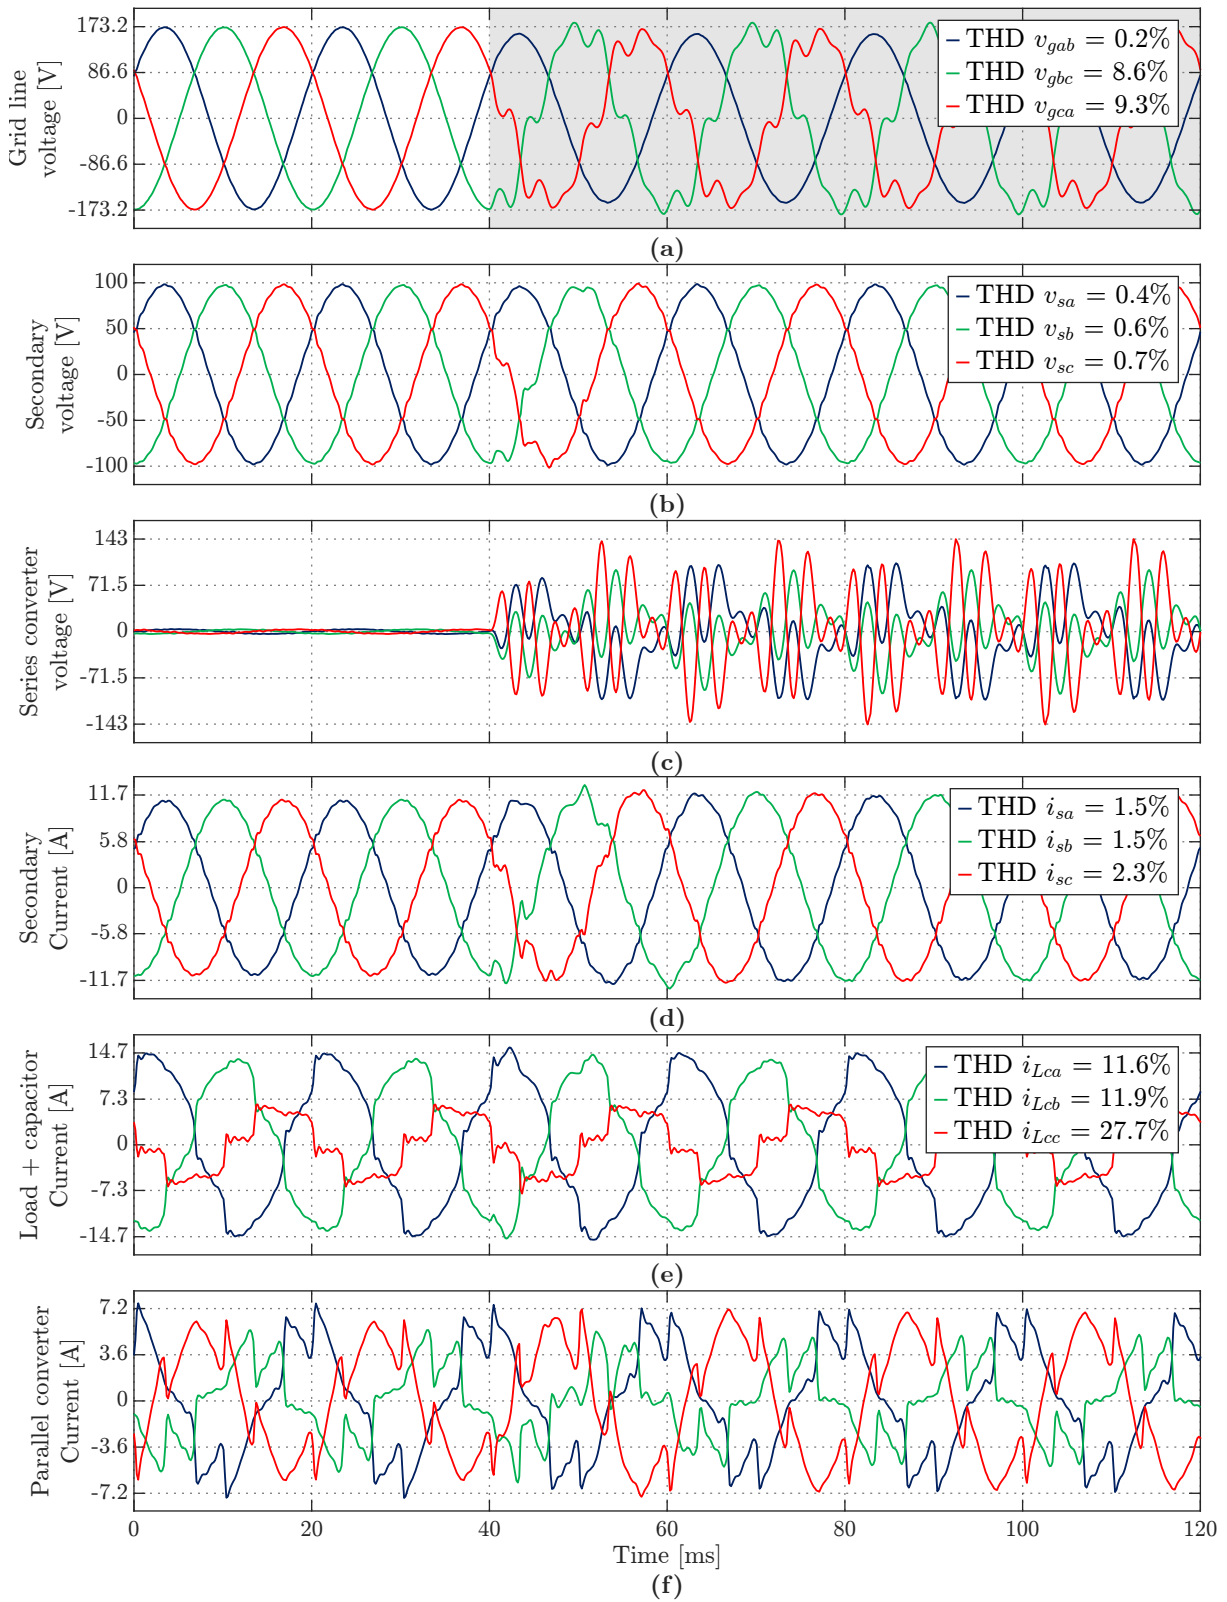 Grid line
voltage [V]
173.2
86.6
0
-86.6
-173.2
THD v_gab = 0.2%
THD v_gbc = 8.6%
THD v_gca = 9.3%
(a)
Secondary
voltage [V]
100
50
0
-50
-100
THD v_sa = 0.4%
THD v_sb = 0.6%
THD v_sc = 0.7%
(b)
Series converter
voltage [V]
143
71.5
0
-71.5
-143
(c)
Secondary
Current [A]
11.7
5.8
0
-5.8
-11.7
THD i_sa = 1.5%
THD i_sb = 1.5%
THD i_sc = 2.3%
(d)
Load + capacitor
Current [A]
14.7
7.3
0
-7.3
-14.7
THD i_Lca = 11.6%
THD i_Lcb = 11.9%
THD i_Lcc = 27.7%
(e)
Parallel converter
Current [A]
7.2
3.6
0
-3.6
-7.2
0 20 40 60 80 100 120
Time [ms]
(f)